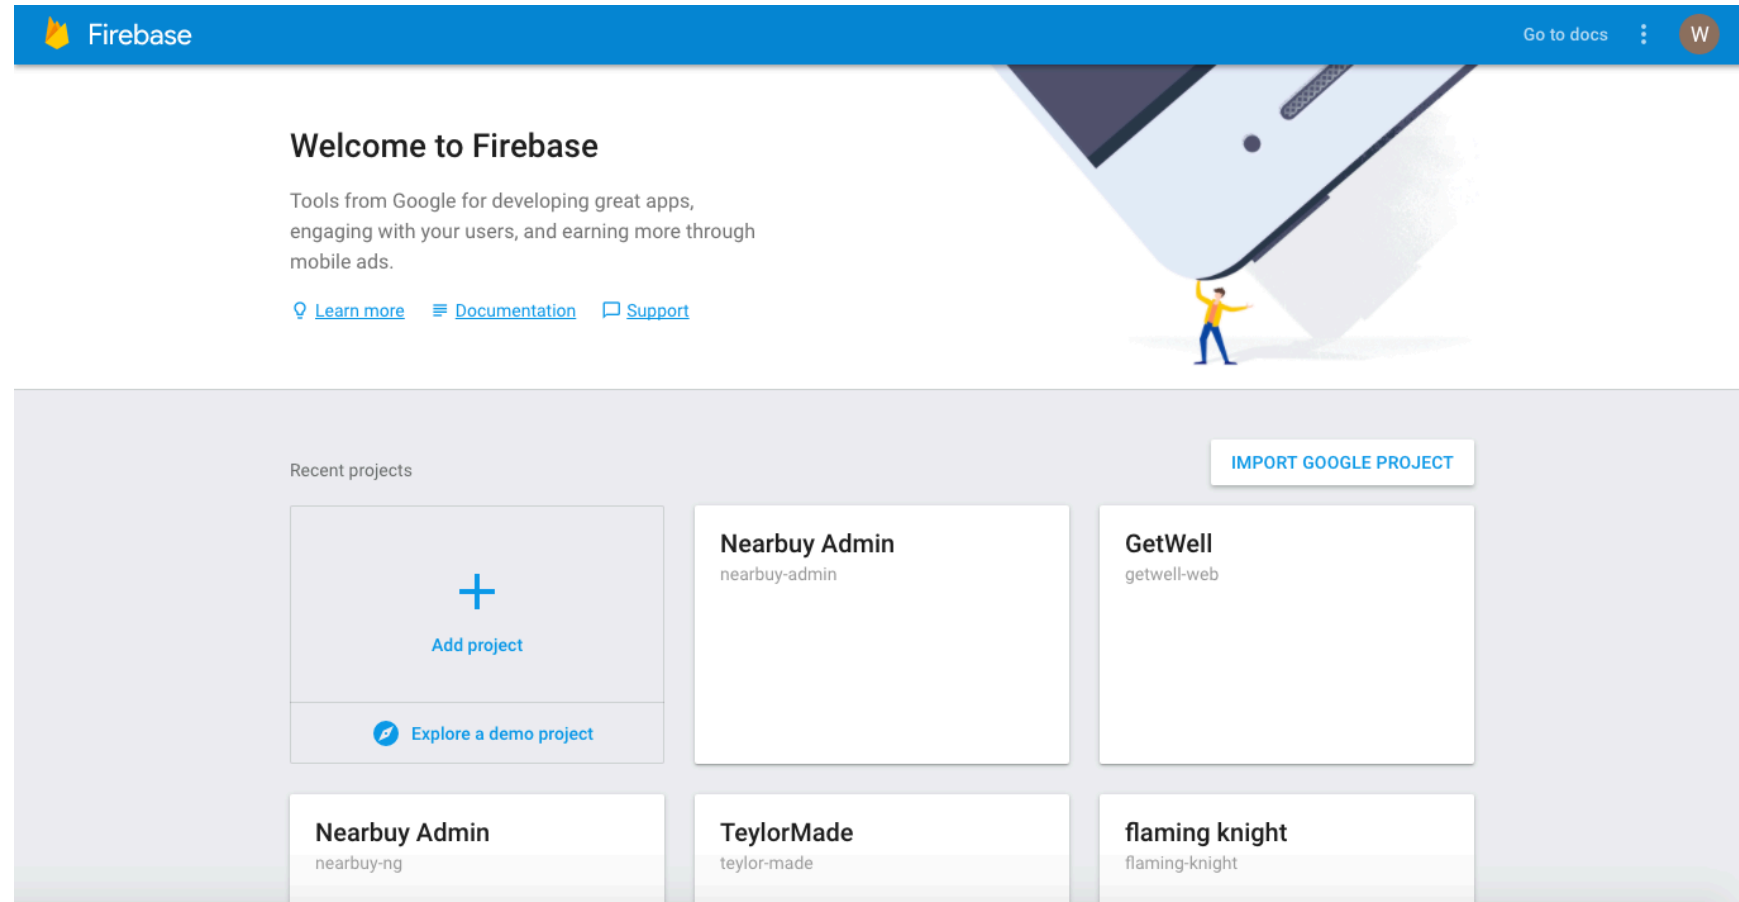 Firebase
Go to docs
W
Welcome to Firebase
Tools from Google for developing great apps,
engaging with your users, and earning more through
mobile ads.
Learn more
Documentation
Support
Recent projects
IMPORT GOOGLE PROJECT
Add project
Explore a demo project
Nearbuy Admin
nearbuy-admin
GetWell
getwell-web
Nearbuy Admin
nearbuy-ng
TeylorMade
teylor-made
flaming knight
flaming-knight